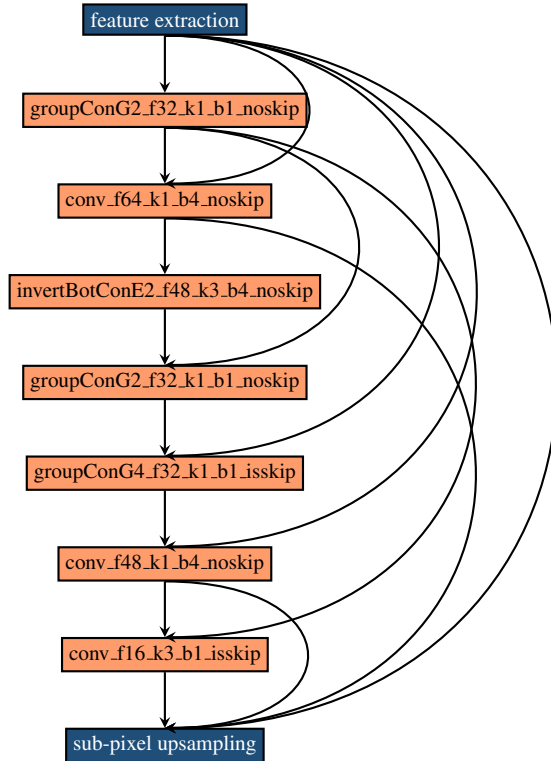 feature extraction
groupConG2_f32_k1_b1_noskip
conv_f64_k1_b4_noskip
invertBotConE2_f48_k3_b4_noskip
groupConG2_f32_k1_b1_noskip
groupConG4_f32_k1_b1_isskip
conv_f48_k1_b4_noskip
conv_f16_k3_b1_isskip
sub-pixel upsampling